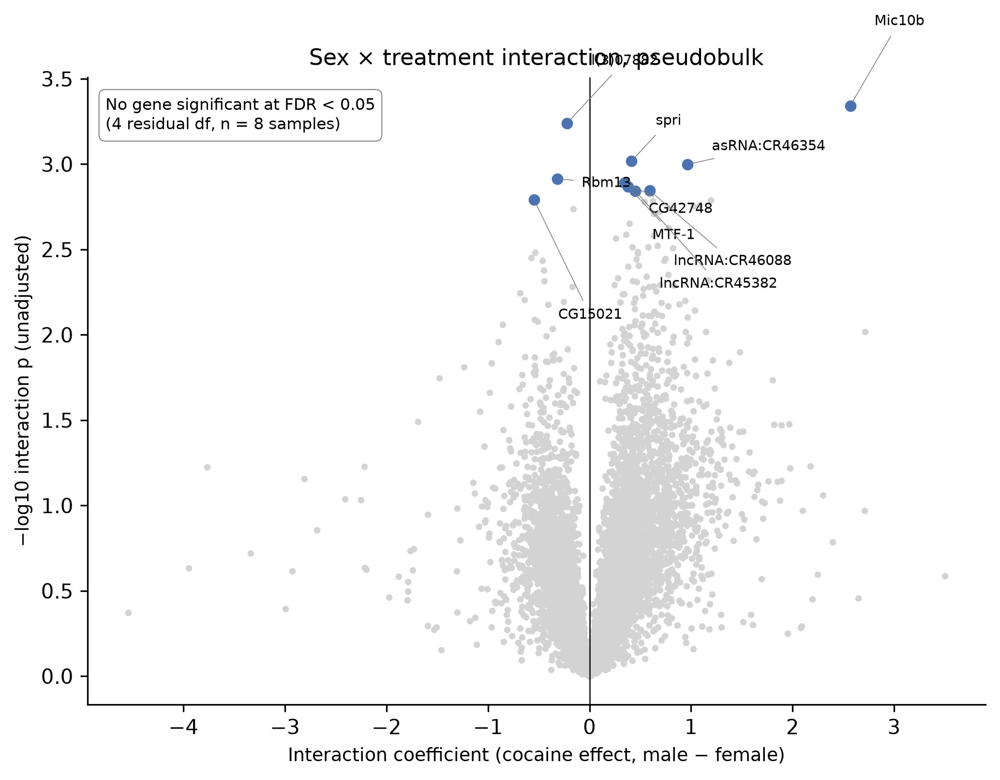 Mic10b
Sex × treatment interaction, pseudobulk
l(3)07882
No gene significant at FDR < 0.05
(4 residual df, n = 8 samples)
spri
asRNA:CR46354
Rbm13
CG42748
MTF-1
lncRNA:CR46088
lncRNA:CR45382
CG15021
−log10 interaction p (unadjusted)
3.5
3.0
2.5
2.0
1.5
1.0
0.5
0.0
−4
−3
−2
−1
0
1
2
3
Interaction coefficient (cocaine effect, male − female)